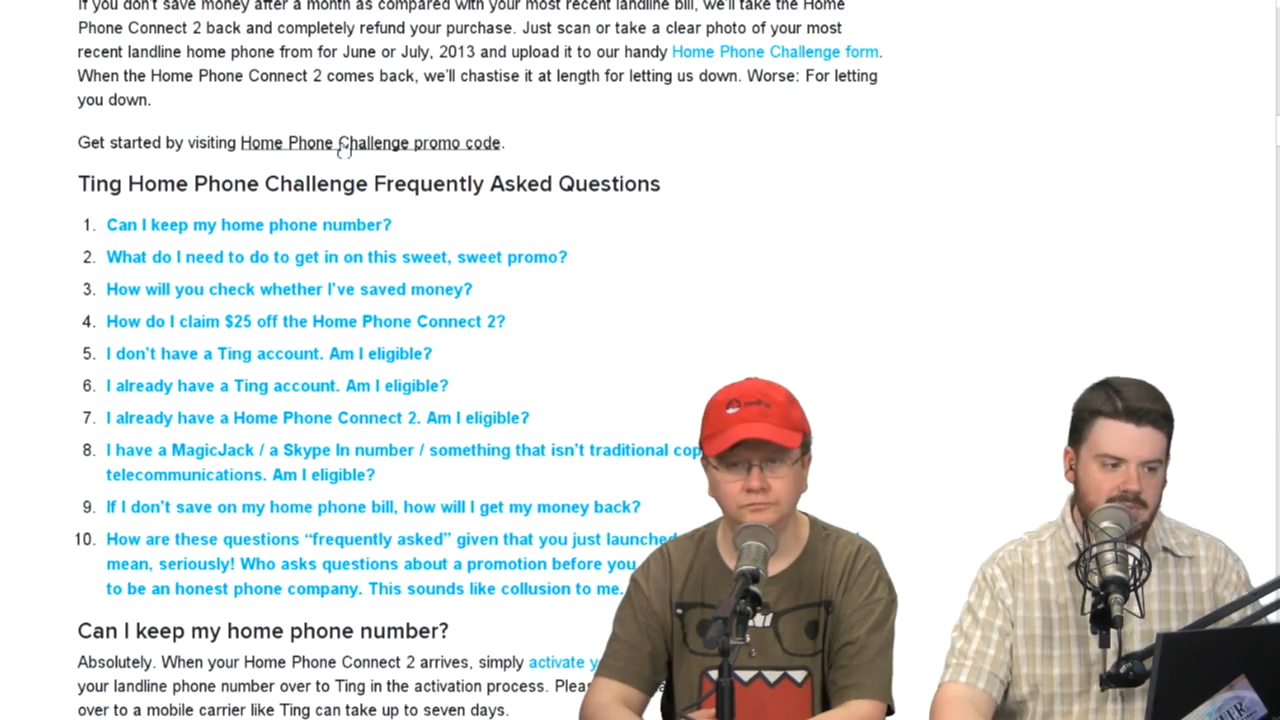 If you don't save money after a month as compared with your most recent landline bill, we'll take the Home
Phone Connect 2 back and completely refund your purchase. Just scan or take a clear photo of your most
recent landline home phone from for June or July, 2013 and upload it to our handy Home Phone Challenge form.
When the Home Phone Connect 2 comes back, we'll chastise it at length for letting us down. Worse: For letting
you down.
Get started by visiting Home Phone Challenge promo code.
Ting Home Phone Challenge Frequently Asked Questions
1. Can I keep my home phone number?
2. What do I need to do to get in on this sweet, sweet promo?
3. How will you check whether I've saved money?
4. How do I claim $25 off the Home Phone Connect 2?
5. I don't have a Ting account. Am I eligible?
6. I already have a Ting account. Am I eligible?
7. I already have a Home Phone Connect 2. Am I eligible?
8. I have a MagicJack / a Skype In number / something that isn't traditional cop
telecommunications. Am I eligible?
9. If I don't save on my home phone bill, how will I get my money back?
10. How are these questions “frequently asked” given that you just launched
mean, seriously! Who asks questions about a promotion before you
to be an honest phone company. This sounds like collusion to me.
Can I keep my home phone number?
Absolutely. When your Home Phone Connect 2 arrives, simply activate y
your landline phone number over to Ting in the activation process. Pleas
over to a mobile carrier like Ting can take up to seven days.